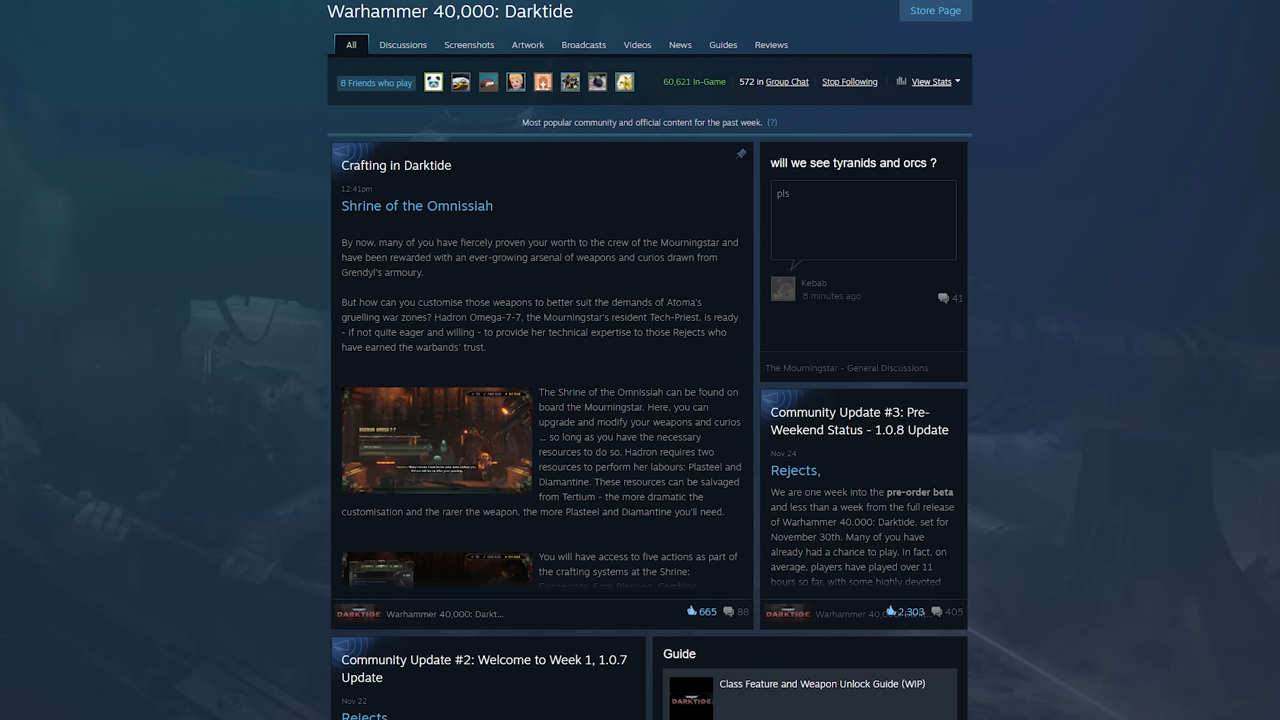 Warhammer 40,000: Darktide
Store Page
All
Discussions
Screenshots
Artwork
Broadcasts
Videos
News
Guides
Reviews
8 Friends who play
60,621 In-Game
572 in Group Chat
Stop Following
View Stats
Most popular community and official content for the past week. (?)
Crafting in Darktide
12:41pm
Shrine of the Omnissiah
By now, many of you have fiercely proven your worth to the crew of the Mourningstar and
have been rewarded with an ever-growing arsenal of weapons and curios drawn from
Grendyl's armoury.
But how can you customise those weapons to better suit the demands of Atoma's
gruelling war zones? Hadron Omega-7-7, the Mourningstar's resident Tech-Priest, is ready
- if not quite eager and willing - to provide her technical expertise to those Rejects who
have earned the warbands' trust.
HADRON OMEGA-7-7
The Shrine of the Omnissiah can be found on
board the Mourningstar. Here, you can
upgrade and modify your weapons and curios
... so long as you have the necessary
resources to do so. Hadron requires two
resources to perform her labours: Plasteel and
Diamantine. These resources can be salvaged
from Tertium - the more dramatic the
customisation and the rarer the weapon, the more Plasteel and Diamantine you'll need.
You will have access to five actions as part of
the crafting systems at the Shrine:
Consecrate, Earn Blessing, Combine
DARKTIDE
Warhammer 40,000: Darkt...
665
88
will we see tyranids and orcs ?
pls
Kebab
8 minutes ago
41
The Mourningstar - General Discussions
Community Update #3: Pre-
Weekend Status - 1.0.8 Update
Nov 24
Rejects,
We are one week into the pre-order beta
and less than a week from the full release
of Warhammer 40.000: Darktide, set for
November 30th. Many of you have
already had a chance to play. In fact, on
average, players have played over 11
hours so far, with some highly devoted
DARKTIDE
Warhammer 40,000: Darkt...
2,303
405
Community Update #2: Welcome to Week 1, 1.0.7
Update
Nov 22
Rejects
Guide
Class Feature and Weapon Unlock Guide (WIP)
DARKTIDE